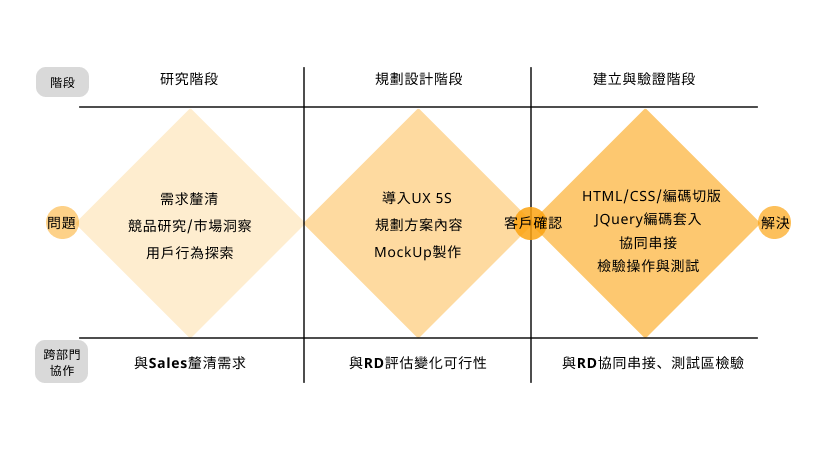 階段
研究階段
規劃設計階段
建立與驗證階段
問題
需求釐清
競品研究/市場洞察
用戶行為探索
導入UX 5S
規劃方案內容
MockUp製作
客戶確認
HTML/CSS/編碼切版
JQuery編碼套入
協同串接
檢驗操作與測試
解決
跨部門
協作
與Sales釐清需求
與RD評估變化可行性
與RD協同串接、測試區檢驗